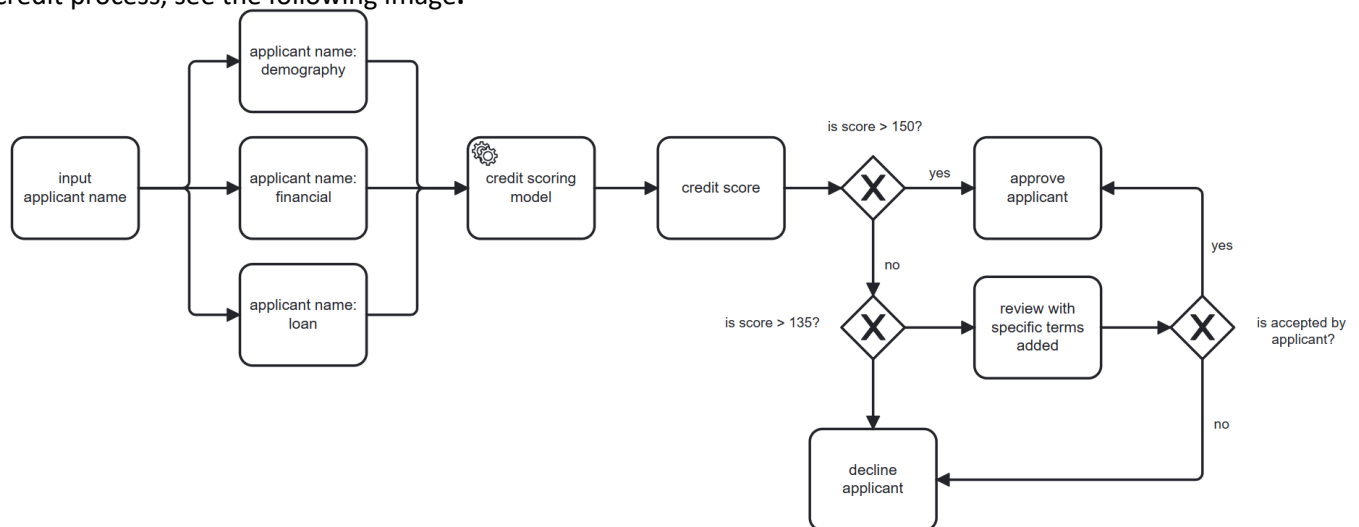 credit process, see the following image.
applicant name:
demography
is score > 150?
input
applicant name
applicant name:
financial
credit scoring
model
credit score
X
yes
approve
applicant
yes
no
applicant name:
loan
is score > 135?
X
review with
specific terms
added
X
is accepted by
applicant?
no
decline
applicant